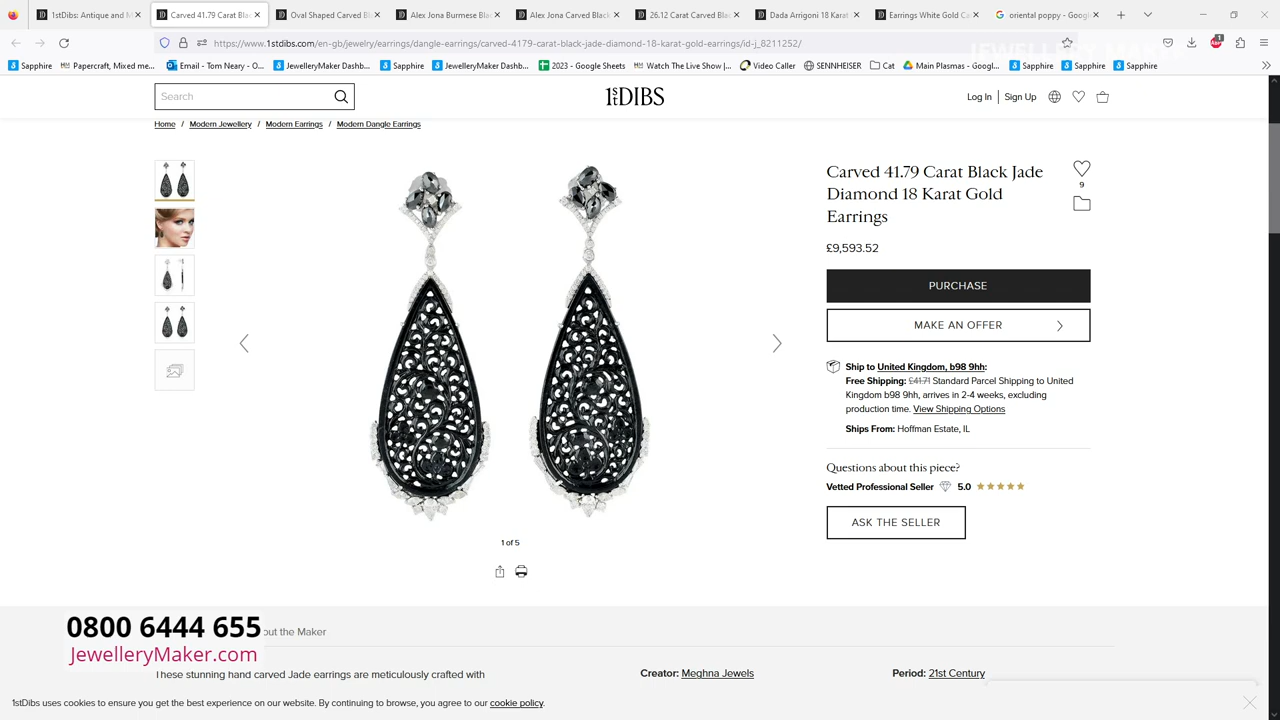 1stDibs: Antique and M
Carved 41.79 Carat Black
Oval Shaped Carved Bl
Alex Jona Burmese Bla
Alex Jona Carved Black
26.12 Carat Carved Bla
Dada Arrigoni 18 Karat
Earrings White Gold Ca
oriental poppy - Googl
https://www.1stdibs.com/en-gb/jewelry/earrings/dangle-earrings/carved-4179-carat-black-jade-diamond-18-karat-gold-earrings/id-j_8211252/
Sapphire
Papercraft, Mixed me...
Email - Tom Neary - O...
JewelleryMaker Dashb...
Sapphire
JewelleryMaker Dashb...
2023 - Google Sheets
Watch The Live Show |...
Video Caller
SENNHEISER
Cat
Main Plasmas - Googl...
Sapphire
Sapphire
Sapphire
Search
1STDIBS
Log In
Sign Up
Home / Modern Jewellery / Modern Earrings / Modern Dangle Earrings
Carved 41.79 Carat Black Jade
Diamond 18 Karat Gold
Earrings
9
£9,593.52
PURCHASE
MAKE AN OFFER
Ship to United Kingdom, b98 9hh:
Free Shipping: £41.71 Standard Parcel Shipping to United
Kingdom b98 9hh, arrives in 2-4 weeks, excluding
production time. View Shipping Options
Ships From: Hoffman Estate, IL
Questions about this piece?
Vetted Professional Seller 5.0
ASK THE SELLER
1 of 5
0800 6444 655
JewelleryMaker.com
out the Maker
These stunning hand carved Jade earrings are meticulously crafted with
Creator: Meghna Jewels
Period: 21st Century
1stDibs uses cookies to ensure you get the best experience on our website. By continuing to browse, you agree to our cookie policy.